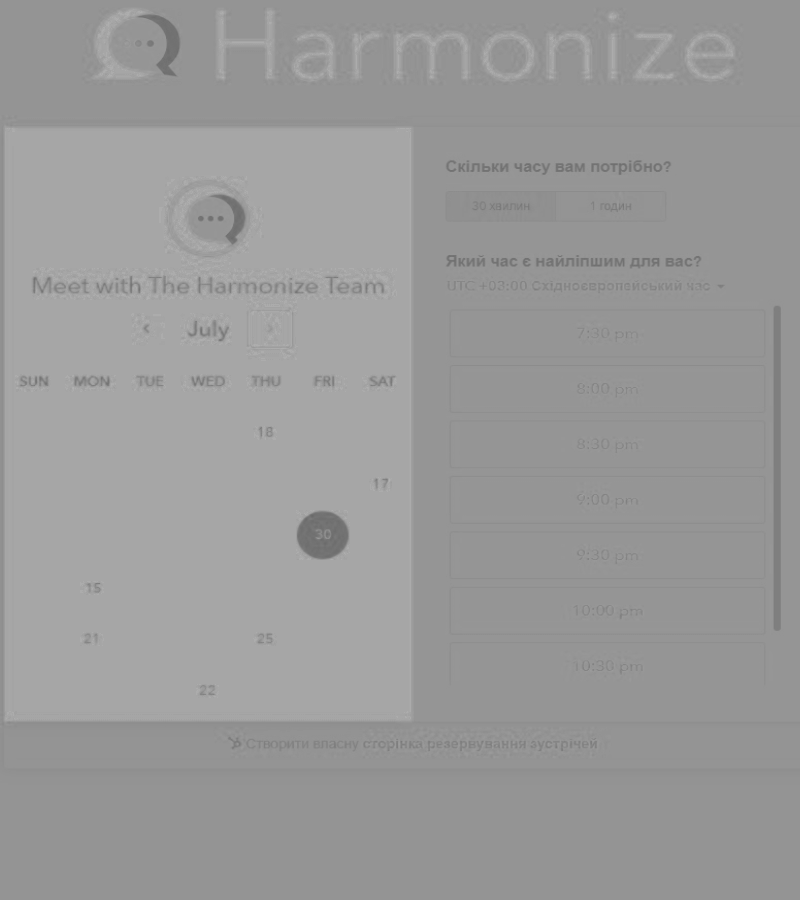 Harmonize
Meet with The Harmonize Team
‹ July ›
SUN MON TUE WED THU FRI SAT
18
17
30
15
21 25
22
Скільки часу вам потрібно?
30 хвилин 1 годин
Який час є найліпшим для вас?
UTC +03:00 Східноєвропейський час
7:30 pm
8:00 pm
8:30 pm
9:00 pm
9:30 pm
10:00 pm
10:30 pm
Створити власну сторінка резервування зустрічей